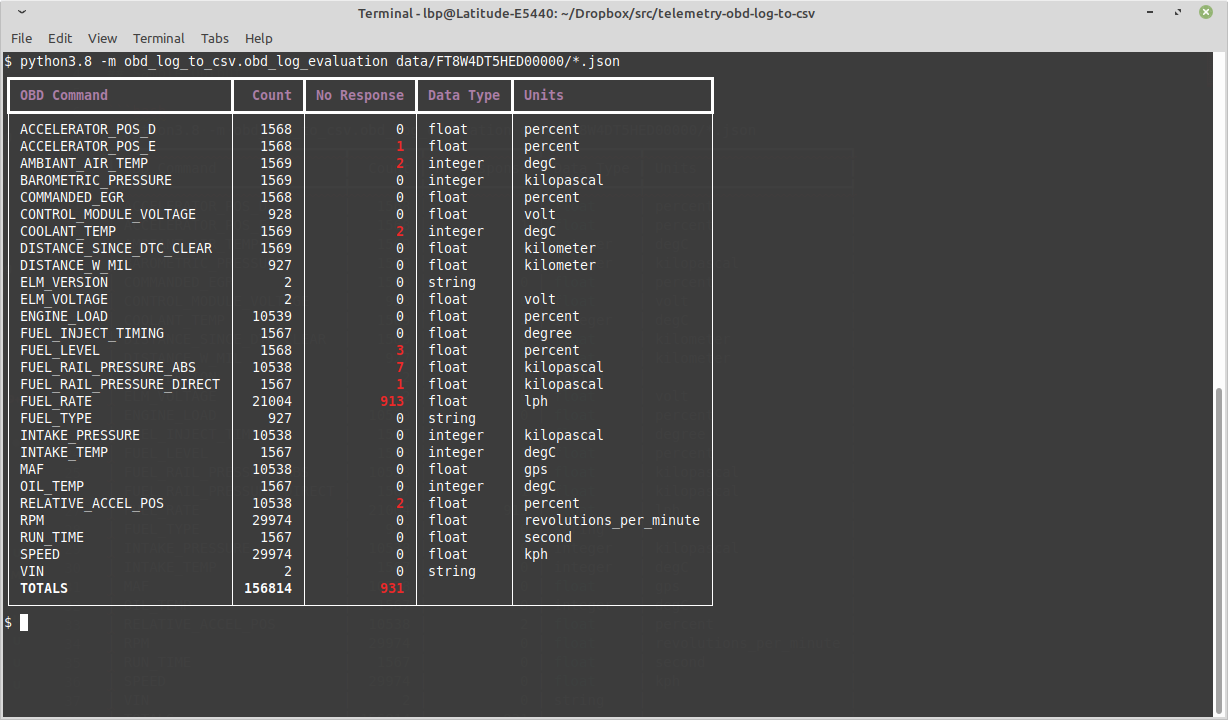 Terminal - lbp@Latitude-E5440: ~/Dropbox/src/telemetry-obd-log-to-csv
File Edit View Terminal Tabs Help
$ python3.8 -m obd_log_to_csv.obd_log_evaluation data/FT8W4DT5HED00000/*.json
OBD Command Count No Response Data Type Units
ACCELERATOR_POS_D 1568 0 float percent
ACCELERATOR_POS_E 1568 1 float percent
AMBIANT_AIR_TEMP 1569 2 integer degC
BAROMETRIC_PRESSURE 1569 0 integer kilopascal
COMMANDED_EGR 1568 0 float percent
CONTROL_MODULE_VOLTAGE 928 0 float volt
COOLANT_TEMP 1569 2 integer degC
DISTANCE_SINCE_DTC_CLEAR 1569 0 float kilometer
DISTANCE_W_MIL 927 0 float kilometer
ELM_VERSION 2 0 string
ELM_VOLTAGE 2 0 float volt
ENGINE_LOAD 10539 0 float percent
FUEL_INJECT_TIMING 1567 0 float degree
FUEL_LEVEL 1568 3 float percent
FUEL_RAIL_PRESSURE_ABS 10538 7 float kilopascal
FUEL_RAIL_PRESSURE_DIRECT 1567 1 float kilopascal
FUEL_RATE 21004 913 float lph
FUEL_TYPE 927 0 string
INTAKE_PRESSURE 10538 0 integer kilopascal
INTAKE_TEMP 1567 0 integer degC
MAF 10538 0 float gps
OIL_TEMP 1567 0 integer degC
RELATIVE_ACCEL_POS 10538 2 float percent
RPM 29974 0 float revolutions_per_minute
RUN_TIME 1567 0 float second
SPEED 29974 0 float kph
VIN 2 0 string
TOTALS 156814 931
$